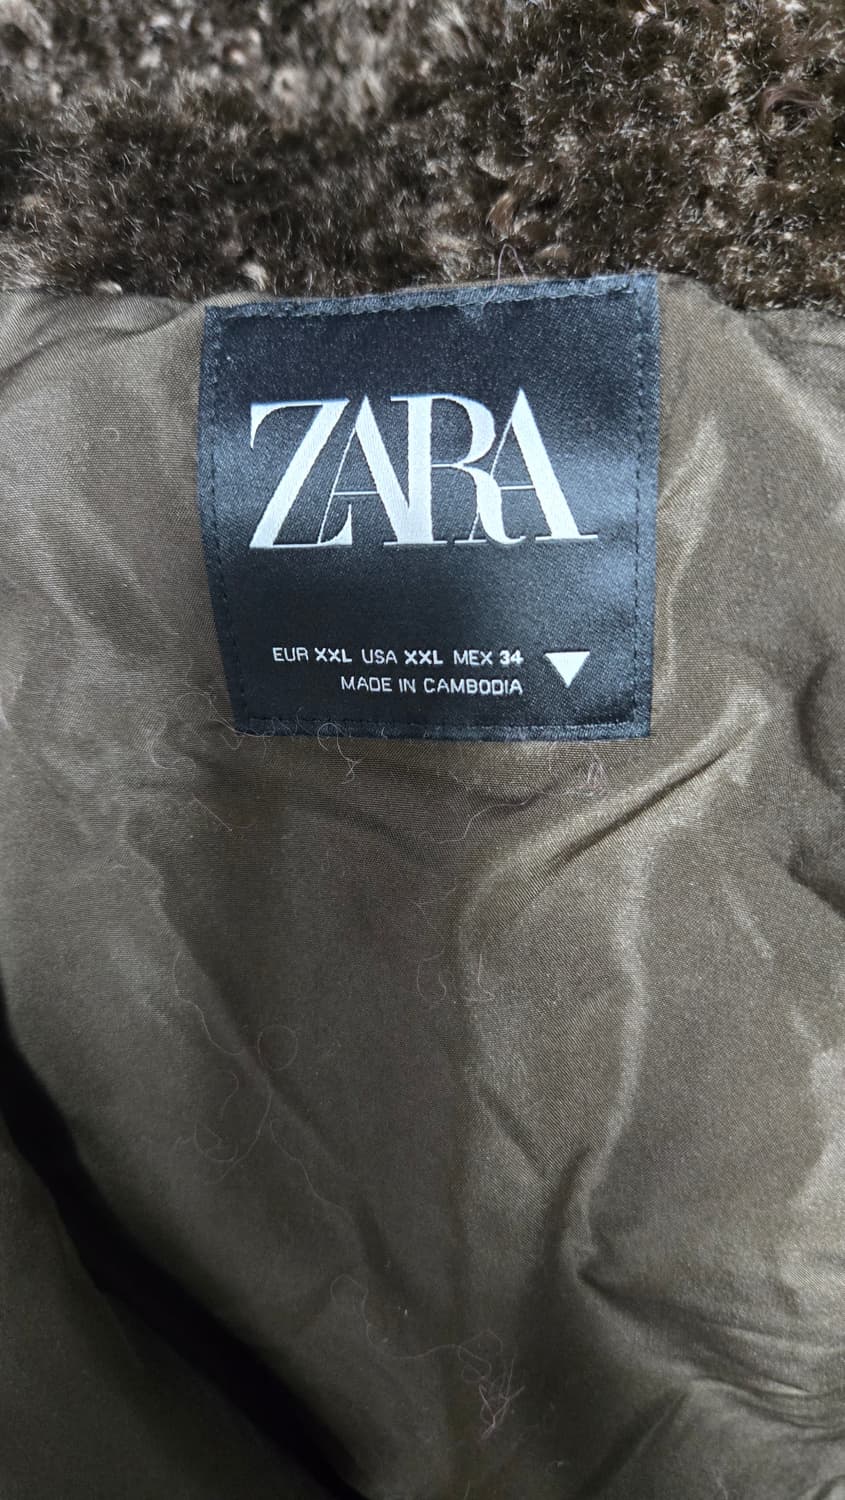 ZARA
EUR XXL USA XXL MEX 34
MADE IN CAMBODIA